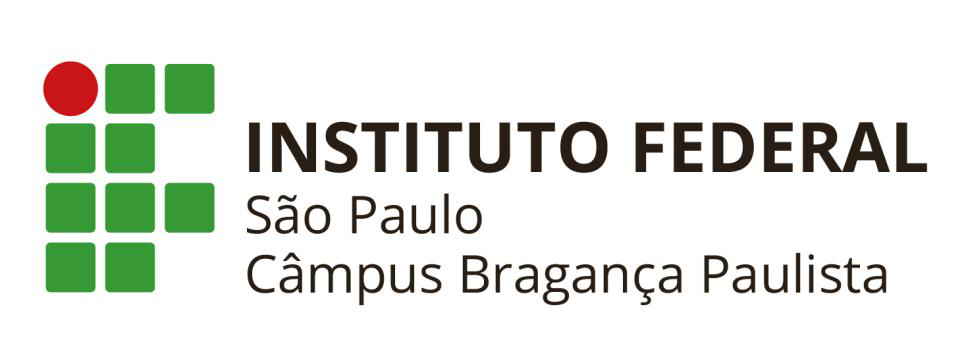 INSTITUTO FEDERAL
São Paulo
Câmpus Bragança Paulista